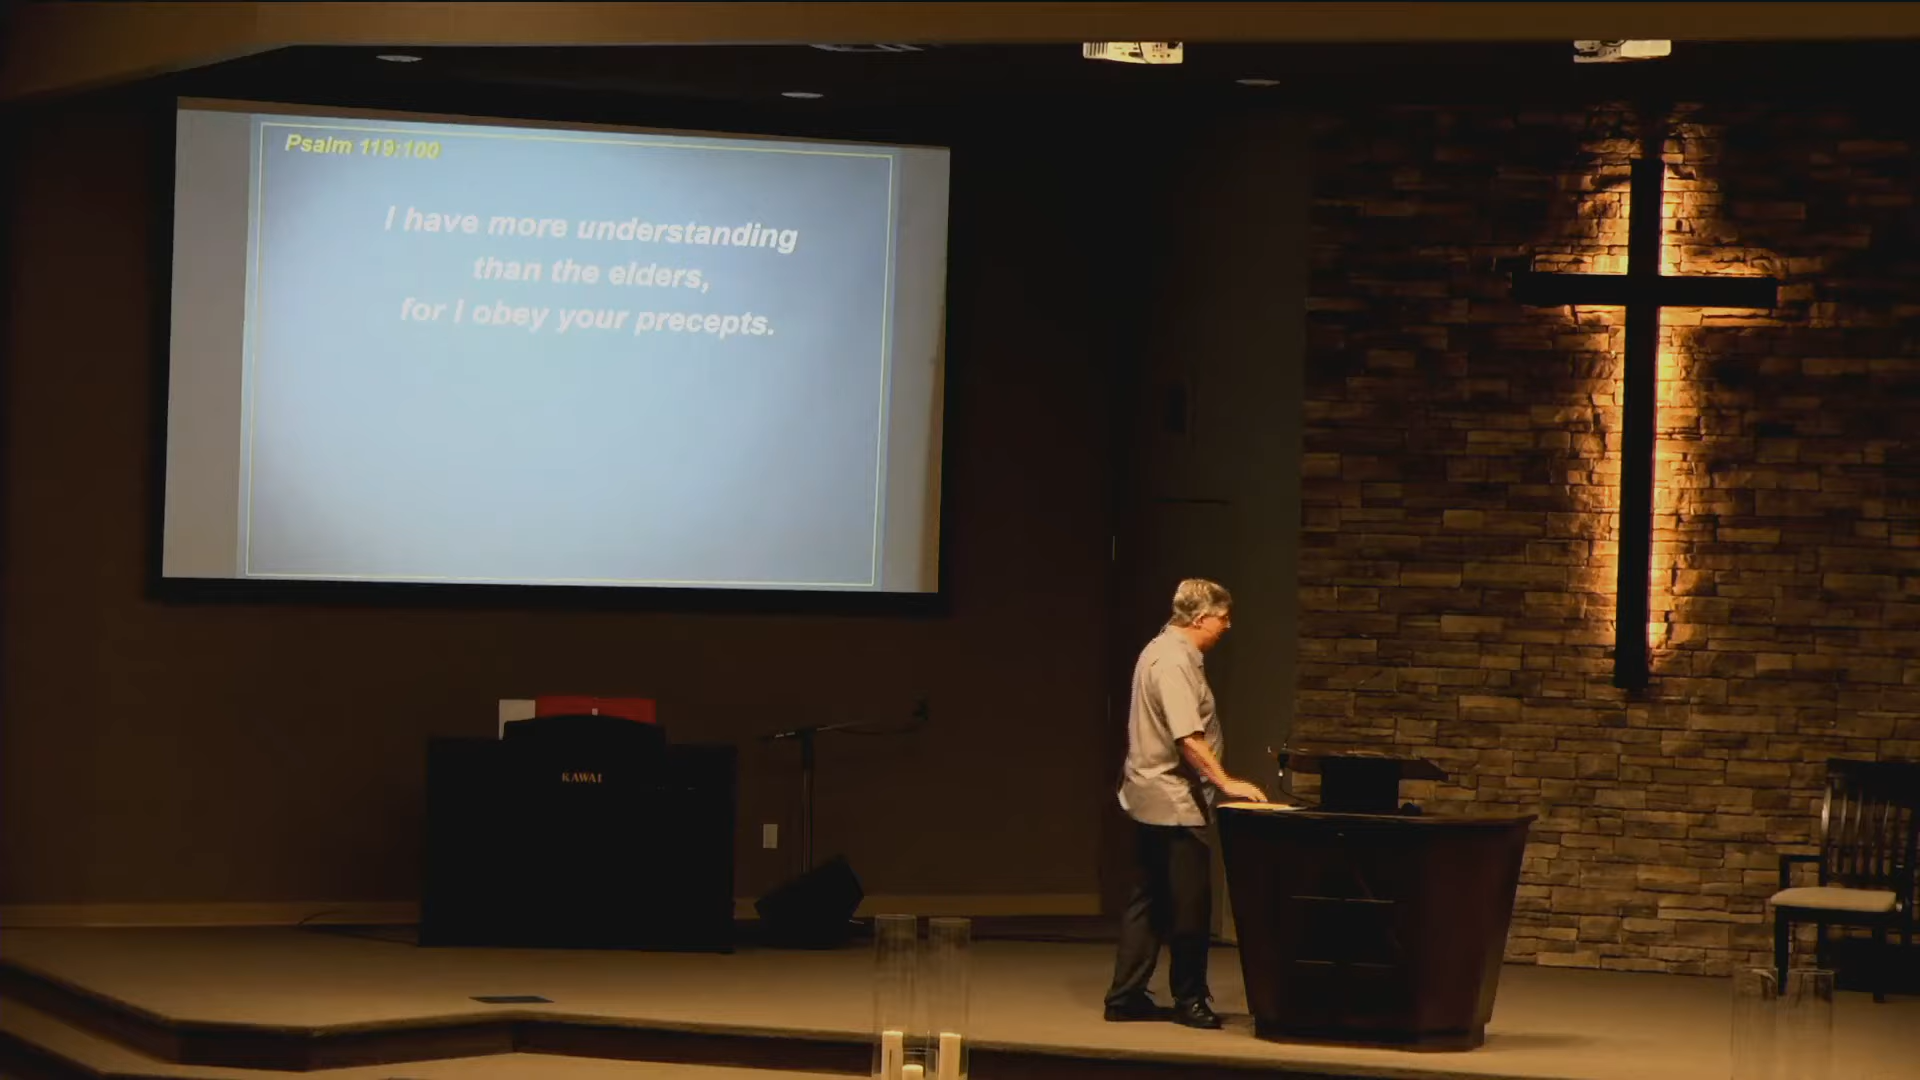 Psalm 119:100
I have more understanding
than the elders,
for I obey your precepts.
KAWAI